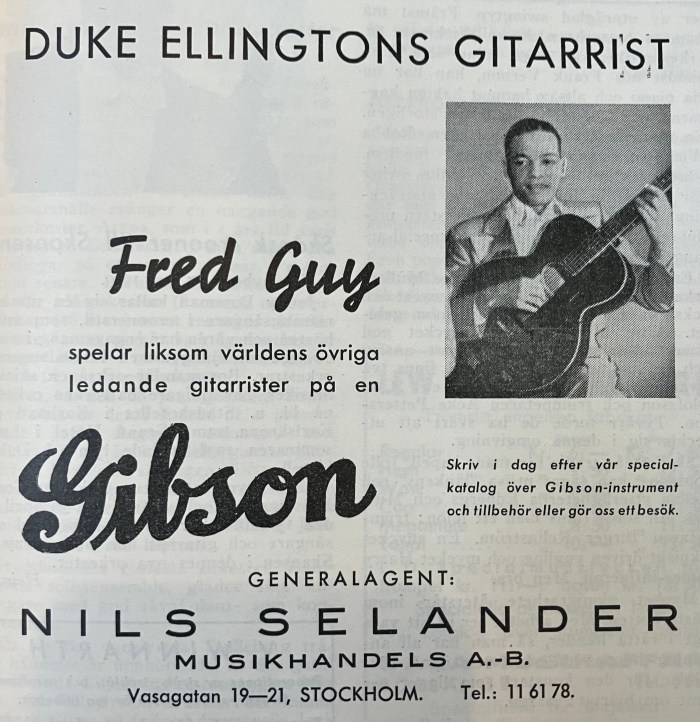 DUKE ELLINGTONS GITARRIST
Fred Guy
spelar liksom världens övriga
ledande gitarrister på en
Gibson
Skriv i dag efter vår special-
katalog över Gibson-instrument
och tillbehör eller gör oss ett besök.
GENERALAGENT:
NILS SELANDER
MUSIKHANDELS A.-B.
Vasagatan 19—21, STOCKHOLM. Tel.: 11 61 78.